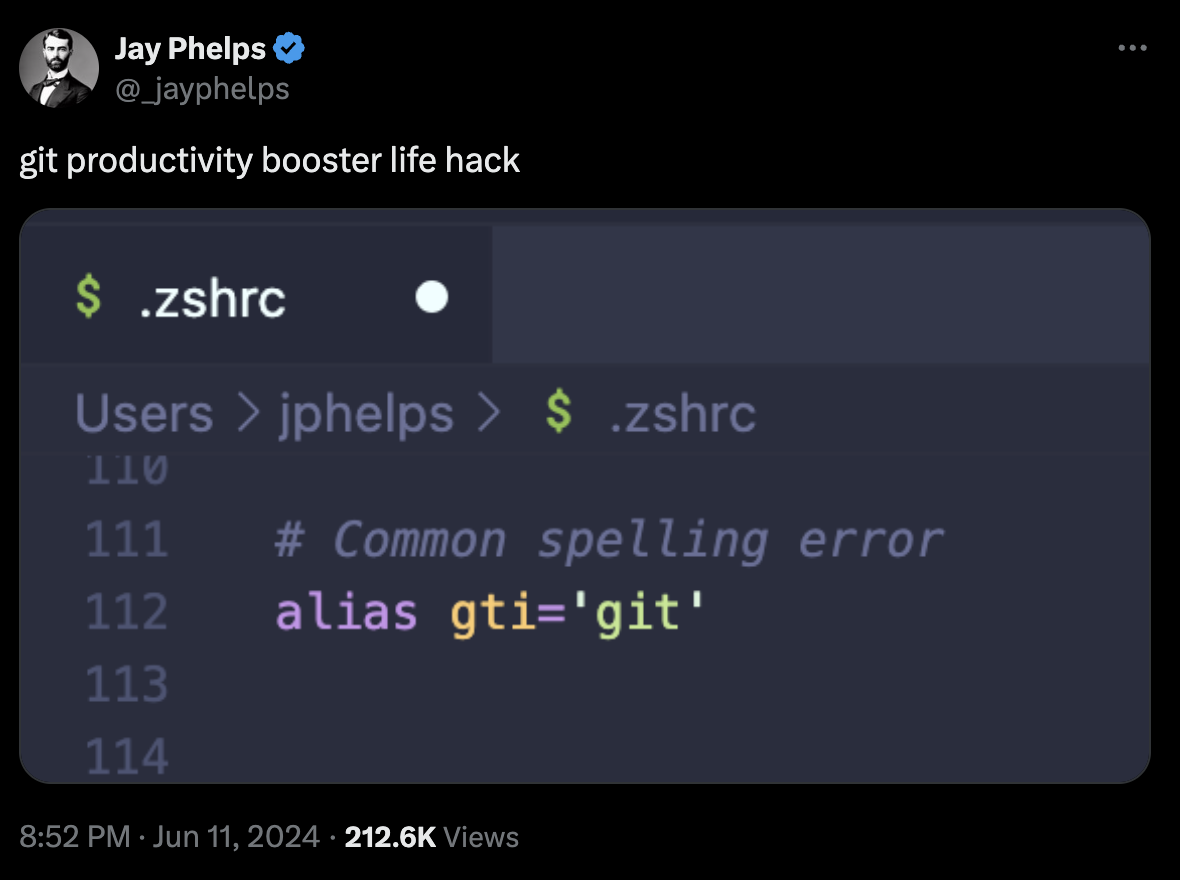 Jay Phelps
@_jayphelps
git productivity booster life hack
$ .zshrc
Users > jphelps > $ .zshrc
110
111 # Common spelling error
112 alias gti='git'
113
114
8:52 PM · Jun 11, 2024 · 212.6K Views